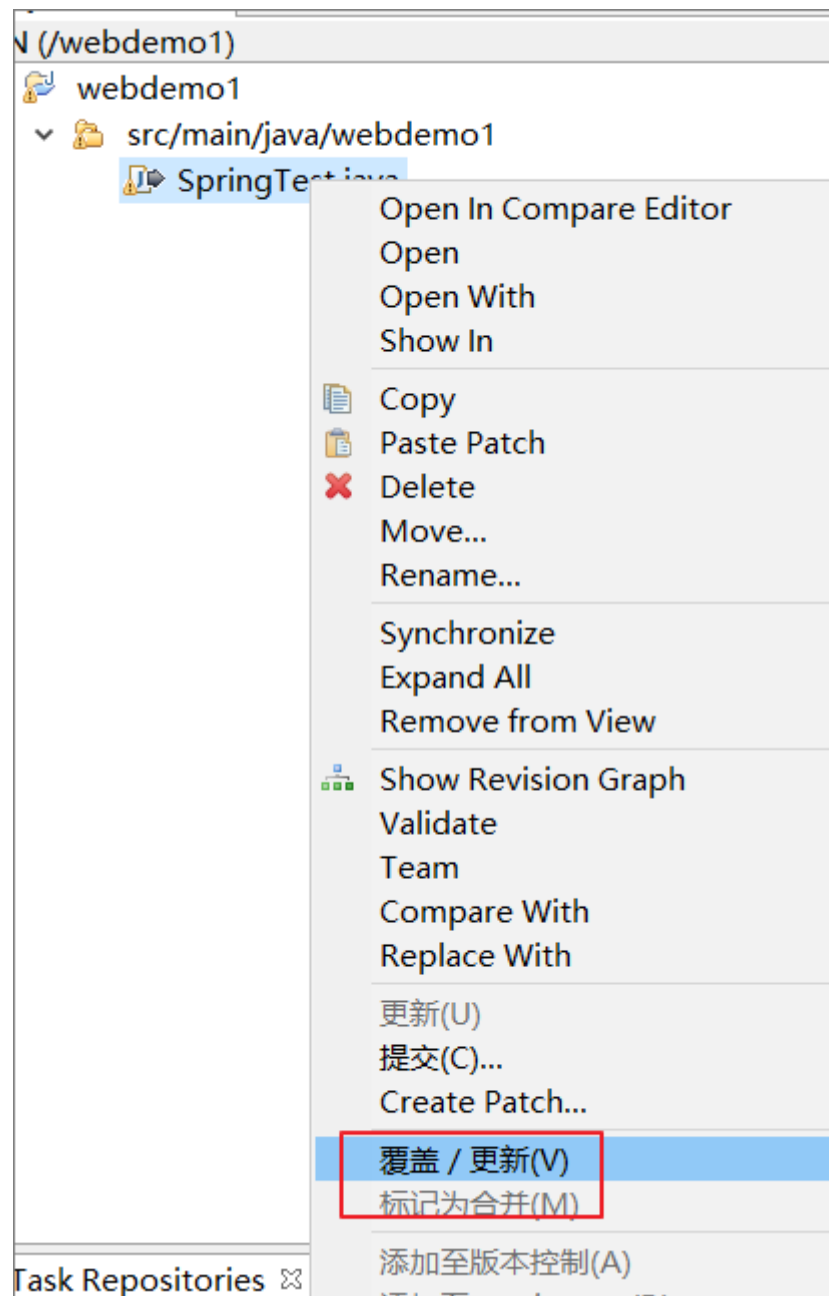 N (/webdemo1)
webdemo1
src/main/java/webdemo1
SpringTest.java
Open In Compare Editor
Open
Open With
Show In
Copy
Paste Patch
Delete
Move...
Rename...
Synchronize
Expand All
Remove from View
Show Revision Graph
Validate
Team
Compare With
Replace With
更新(U)
提交(C)...
Create Patch...
覆盖 / 更新(V)
标记为合并(M)
添加至版本控制(A)
Task Repositories